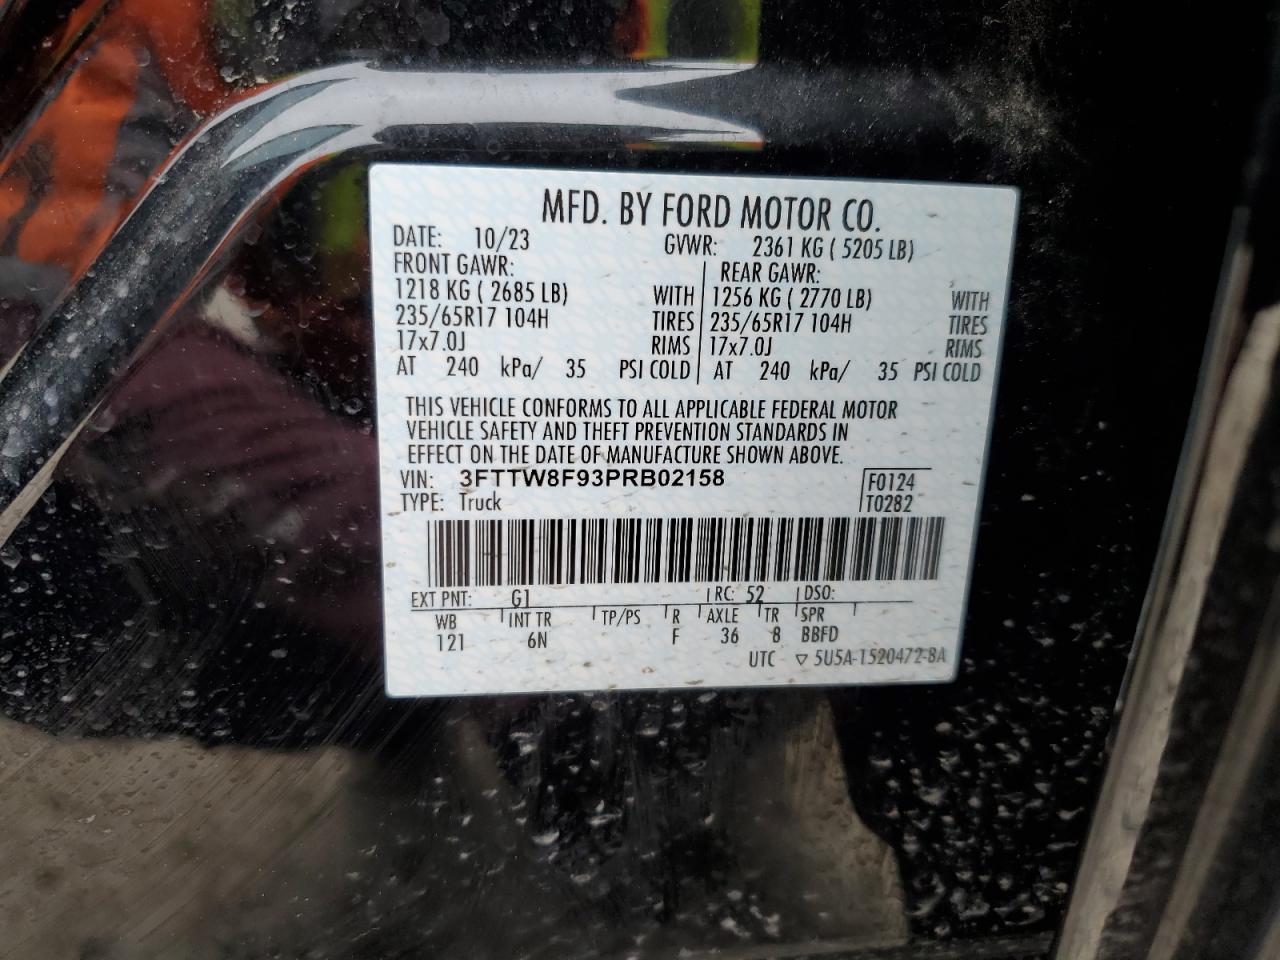 MFD. BY FORD MOTOR CO.
DATE: 10/23 GVWR: 2361 KG ( 5205 LB)
FRONT GAWR: REAR GAWR:
1218 KG ( 2685 LB) WITH 1256 KG ( 2770 LB) WITH
235/65R17 104H TIRES 235/65R17 104H TIRES
17x7.0J RIMS 17x7.0J RIMS
AT 240 kPa/ 35 PSI COLD AT 240 kPa/ 35 PSI COLD
THIS VEHICLE CONFORMS TO ALL APPLICABLE FEDERAL MOTOR
VEHICLE SAFETY AND THEFT PREVENTION STANDARDS IN
EFFECT ON THE DATE OF MANUFACTURE SHOWN ABOVE.
VIN: 3FTTW8F93PRB02158 F0124
TYPE: Truck T0282
EXT PNT: G1 RC: 52 DSO:
WB INT TR TP/PS R AXLE TR SPR
121 6N F 36 8 BBFD
UTC ▽ 5U5A-1520472-BA